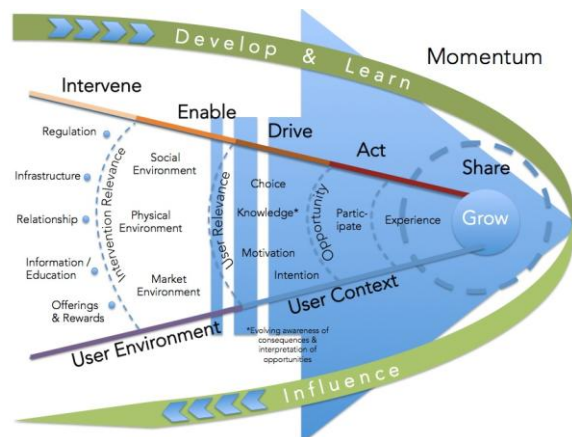 Develop & Learn
Momentum
Intervene
Enable
Drive
Act
Share
Grow
Regulation
Infrastructure
Relationship
Information /
Education
Offerings
& Rewards
Intervention Relevance
Social
Environment
Physical
Environment
Market
Environment
User Relevance
Choice
Knowledge*
Motivation
Intention
Opportunity
Partic-
ipate
Experience
User Environment
User Context
*Evolving awareness of
consequences &
interpretation of
opportunities
Influence